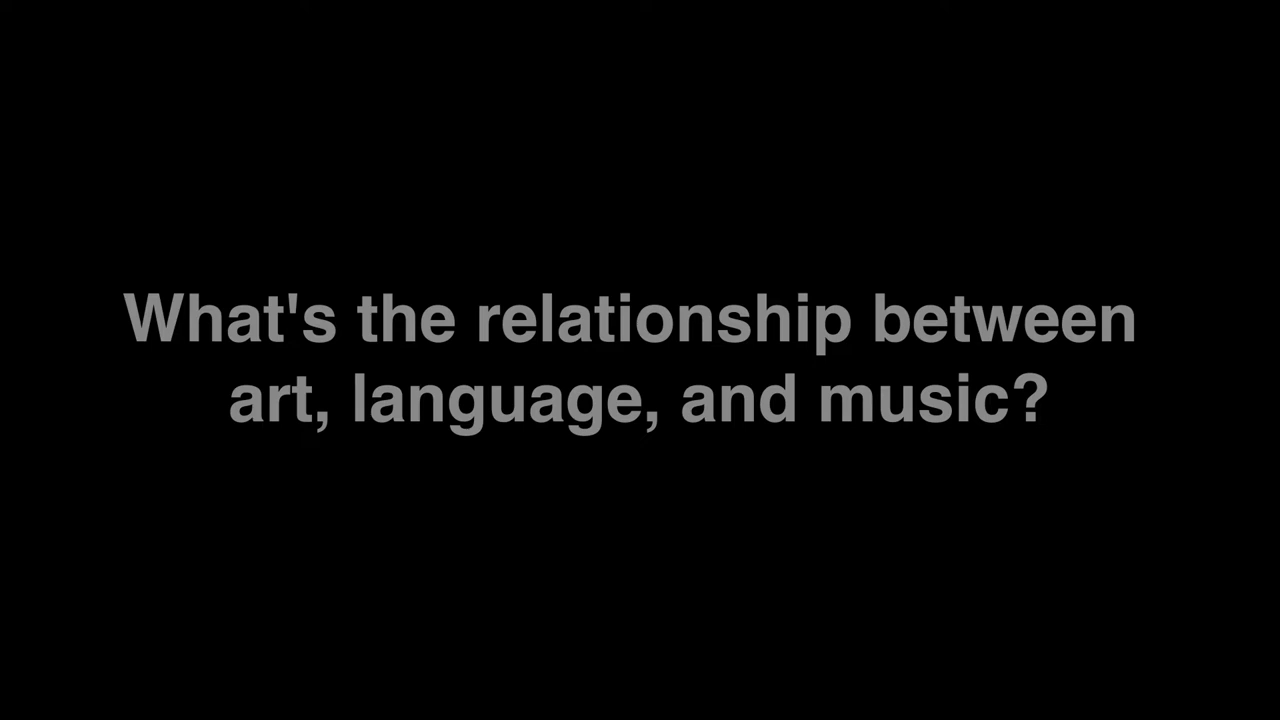 What's the relationship between
art, language, and music?